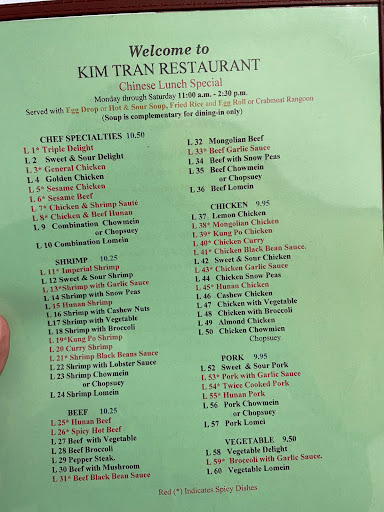 Welcome to
KIM TRAN RESTAURANT
Chinese Lunch Special
Monday through Saturday 11:00 a.m. - 2:30 p.m.
Served with Egg Drop or Hot & Sour Soup, Fried Rice and Egg Roll or Crabmeat Rangoon
(Soup is complementary for dining-in only)
CHEF SPECIALTIES 10.50
L 1* Triple Delight
L 2 Sweet & Sour Delight
L 3* General Chicken
L 4 Golden Chicken
L 5* Sesame Chicken
L 6* Sesame Beef
L 7* Chicken & Shrimp Sauté
L 8* Chicken & Beef Hunan
L 9 Combination Chowmein
or Chopsuey
L 10 Combination Lomein
SHRIMP 10.25
L 11* Imperial Shrimp
L 12 Sweet & Sour Shrimp
L 13*Shrimp with Garlic Sauce
L 14 Shrimp with Snow Peas
L 15 Hunan Shrimp
L 16 Shrimp with Cashew Nuts
L17 Shrimp with Vegetable
L 18 Shrimp with Broccoli
L 19*Kung Po Shrimp
L 20 Curry Shrimp
L 21* Shrimp Black Beans Sauce
L 22 Shrimp with Lobster Sauce
L 23 Shrimp Chowmein
or Chopsuey
L 24 Shrimp Lomein
BEEF 10.25
L 25* Hunan Beef
L 26* Spicy Hot Beef
L 27 Beef with Vegetable
L 28 Beef Broccoli
L 29 Pepper Steak.
L 30 Beef with Mushroom
L 31* Beef Black Bean Sauce
L 32 Mongolian Beef
L 33* Beef Garlic Sauce
L 34 Beef with Snow Peas
L 35 Beef Chowmein
or Chopsuey
L 36 Beef Lomein
CHICKEN 9.95
L 37 Lemon Chicken
L 38* Mongolian Chicken
L 39* Kung Po Chicken
L 40* Chicken Curry
L 41* Chicken Black Bean Sauce.
L 42 Sweet & Sour Chicken
L 43* Chicken Garlic Sauce
L 44 Chicken Snow Peas
L 45* Hunan Chicken
L 46 Cashew Chicken
L 47 Chicken with Vegetable
L 48 Chicken with Broccoli
L 49 Almond Chicken
L 50 Chicken Chowmien
Chopsuey
PORK 9.95
L 52 Sweet & Sour Pork
L 53* Pork with Garlic Sauce
L 54* Twice Cooked Pork
L 55* Hunan Pork
L 56 Pork Chowmein
or Chopsuey
L 57 Pork Lomei
VEGETABLE 9.50
L 58 Vegetable Delight
L 59* Broccoli with Garlic Sauce.
L 60 Vegetable Lomein
Red (*) Indicates Spicy Dishes